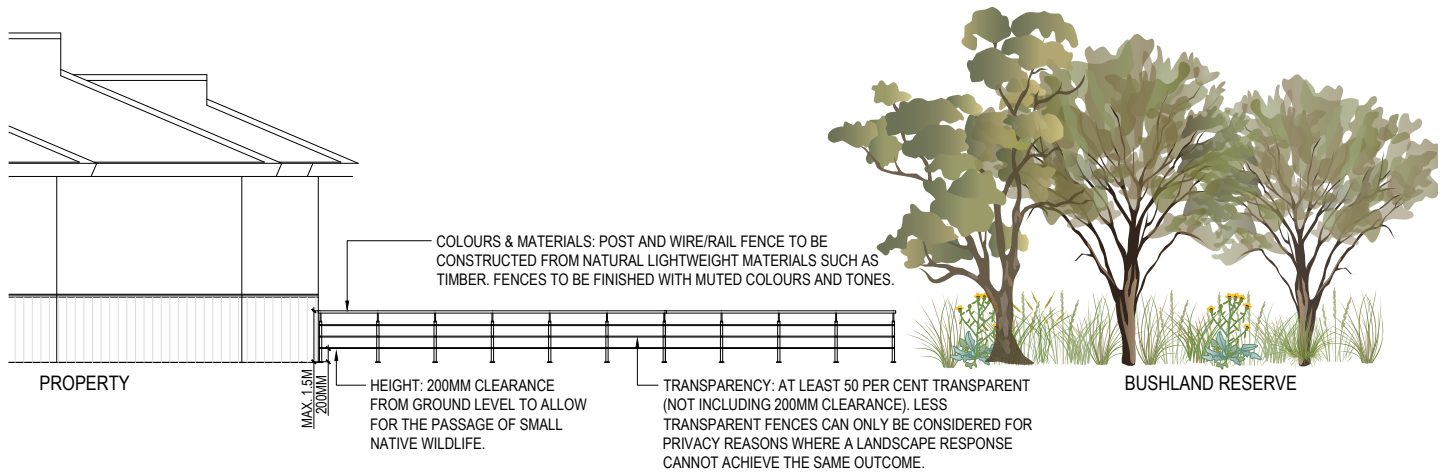 COLOURS & MATERIALS: POST AND WIRE/RAIL FENCE TO BE
CONSTRUCTED FROM NATURAL LIGHTWEIGHT MATERIALS SUCH AS
TIMBER. FENCES TO BE FINISHED WITH MUTED COLOURS AND TONES.
PROPERTY
MAX. 1.5M
200MM
HEIGHT: 200MM CLEARANCE
FROM GROUND LEVEL TO ALLOW
FOR THE PASSAGE OF SMALL
NATIVE WILDLIFE.
TRANSPARENCY: AT LEAST 50 PER CENT TRANSPARENT
(NOT INCLUDING 200MM CLEARANCE). LESS
TRANSPARENT FENCES CAN ONLY BE CONSIDERED FOR
PRIVACY REASONS WHERE A LANDSCAPE RESPONSE
CANNOT ACHIEVE THE SAME OUTCOME.
BUSHLAND RESERVE